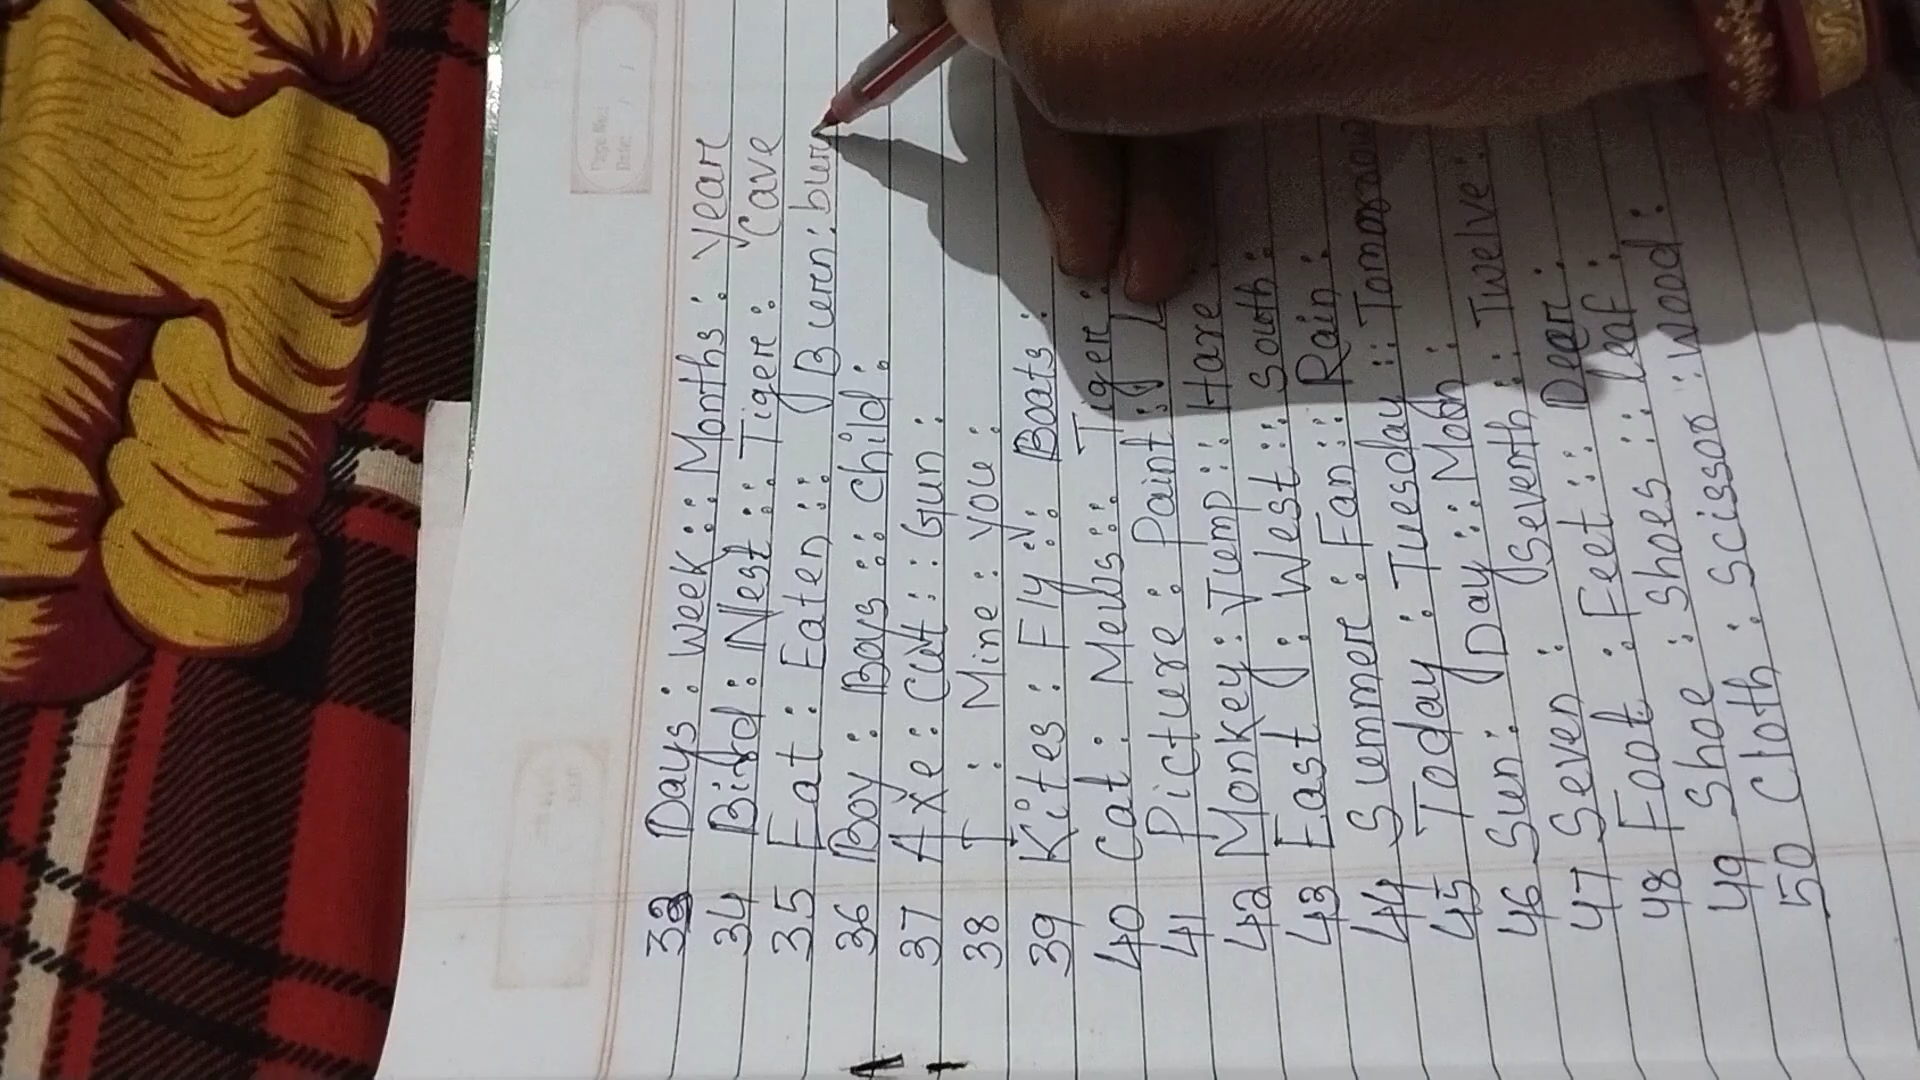 Page No.:
Date: / /
33 Days : Week :: Months : Year
34 Bird : Nest :: Tiger : Cave
35 Eat : Eaten :: Burn : burn
36 Boy : Boys :: Child :
37 Axe : Cut :: Gun :
38 I : Mine : You :
39 Kites : Fly :: Boats :
40 Cat : Mews :: Tiger :
41 Picture : Paint ::
42 Monkey : Jump :: Hare :
43 East : West :: South :
44 Summer : Fan :: Rain :
45 Today : Tuesday :: Tomorrow
46 Sun : Day :: Moon :
47 Seven : Seventh :: Twelve :
48 Foot : Feet :: Deer :
49 Shoe : Shoes :: leaf :
50 Cloth : Scissor : Wood :